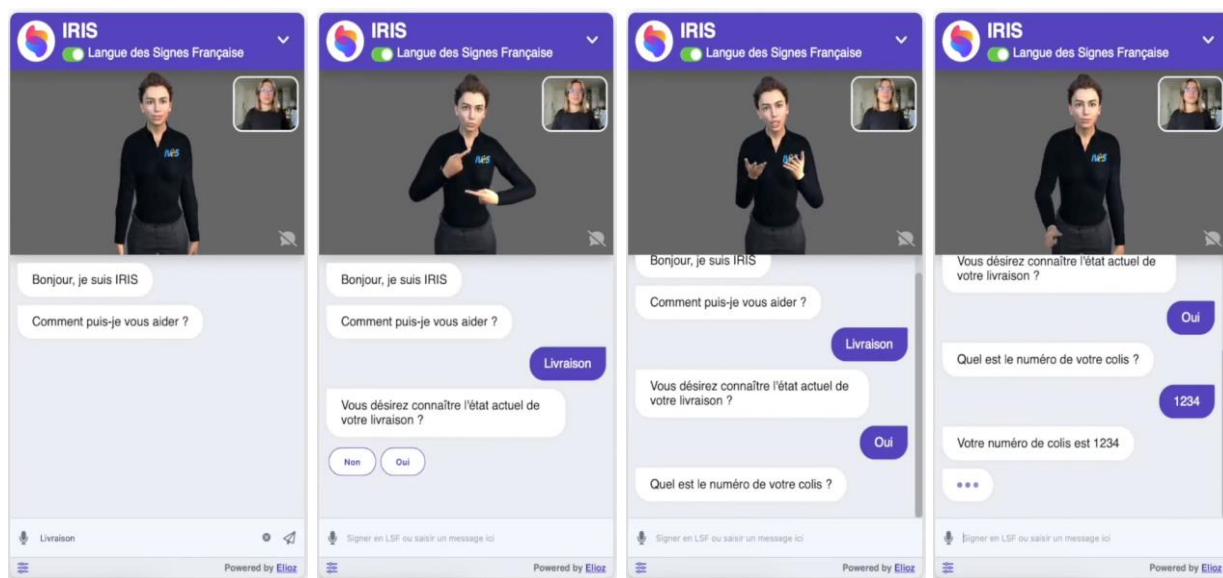 IRIS
Langue des Signes Française
IVèS
Bonjour, je suis IRIS
Comment puis-je vous aider ?
Livraison
Powered by Elioz
IRIS
Langue des Signes Française
IVèS
Bonjour, je suis IRIS
Comment puis-je vous aider ?
Livraison
Vous désirez connaître l'état actuel de
votre livraison ?
Non
Oui
Signer en LSF ou saisir un message ici
Powered by Elioz
IRIS
Langue des Signes Française
IVèS
Bonjour, je suis IRIS
Comment puis-je vous aider ?
Livraison
Vous désirez connaître l'état actuel de
votre livraison ?
Oui
Quel est le numéro de votre colis ?
Signer en LSF ou saisir un message ici
Powered by Elioz
IRIS
Langue des Signes Française
IVèS
Vous désirez connaître l'état actuel de
votre livraison ?
Oui
Quel est le numéro de votre colis ?
1234
Votre numéro de colis est 1234
Signer en LSF ou saisir un message ici
Powered by Elioz